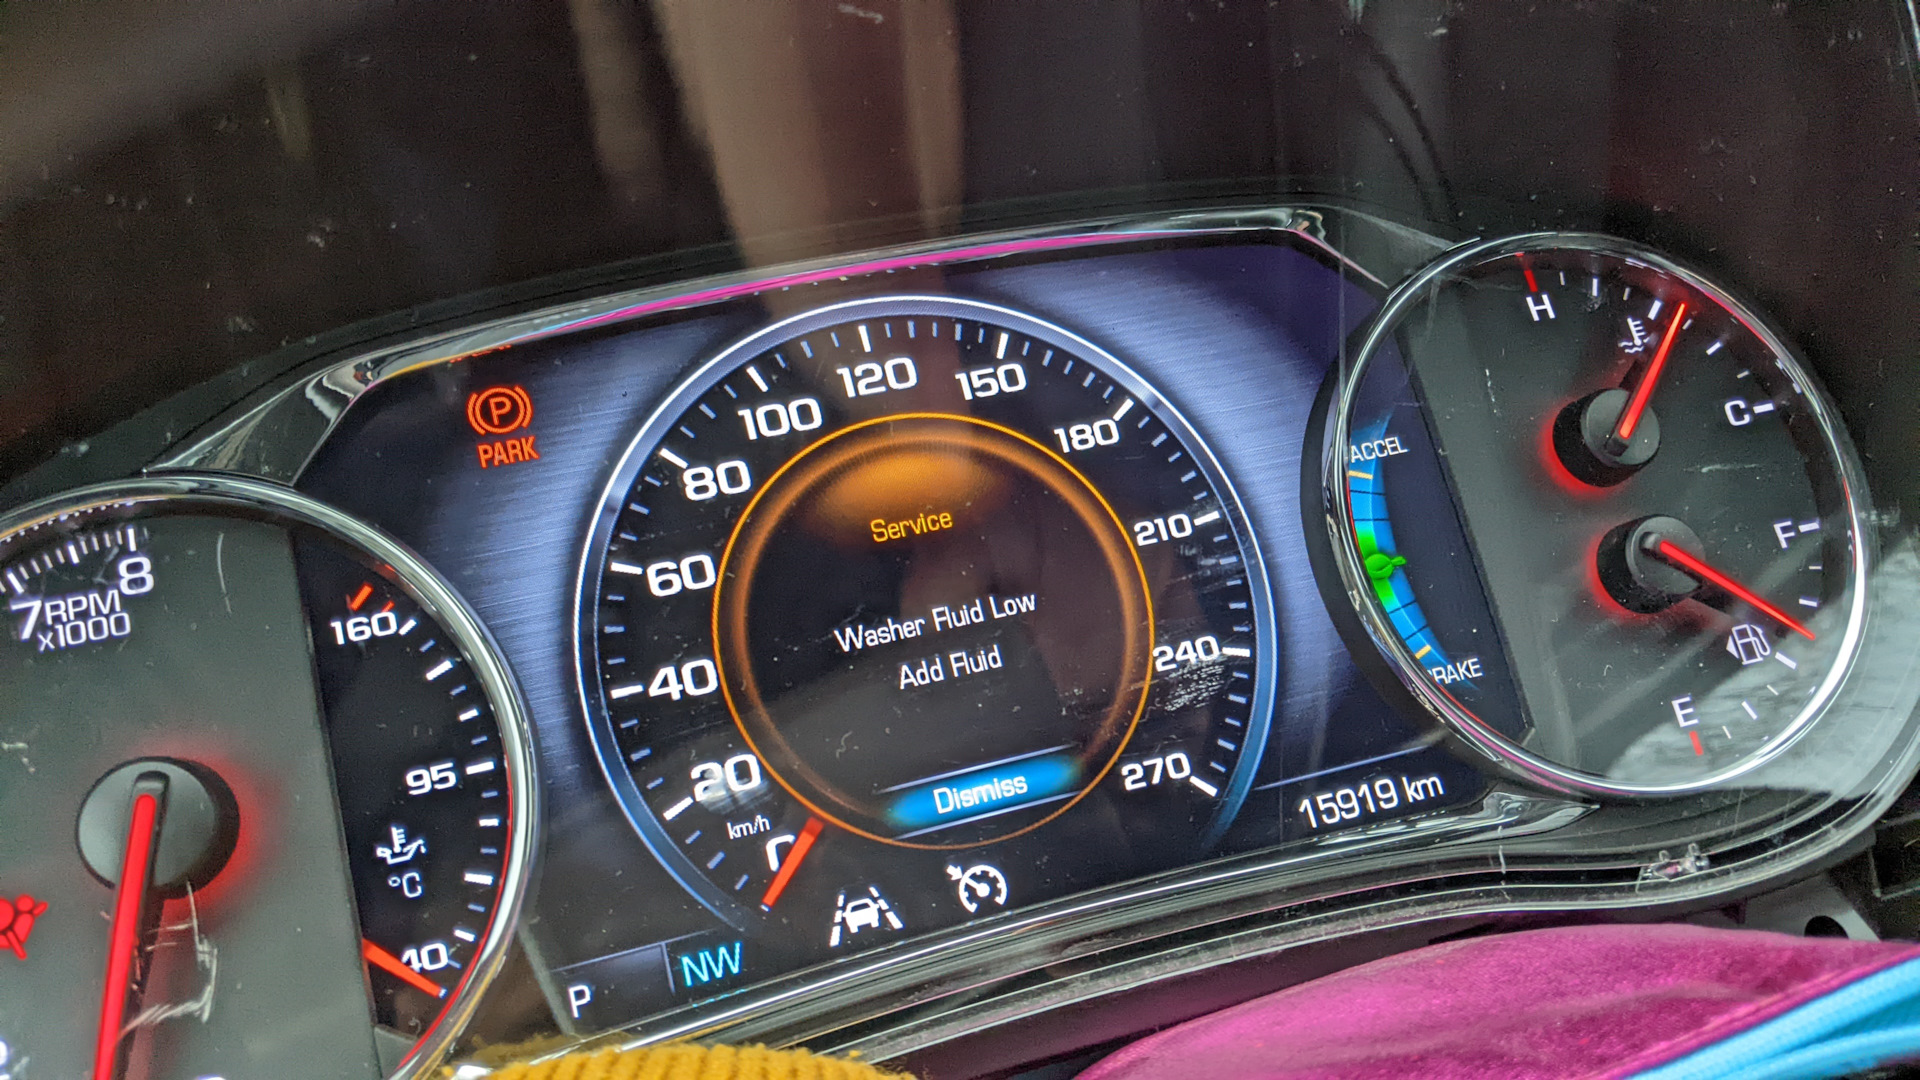 P
PARK
8
7 RPM
x1000
160
95
°C
40
120
100
150
80
180
60
210
40
240
20
270
km/h
Service
Washer Fluid Low
Add Fluid
Dismiss
P
NW
15919 km
H
C
ACCEL
F
E